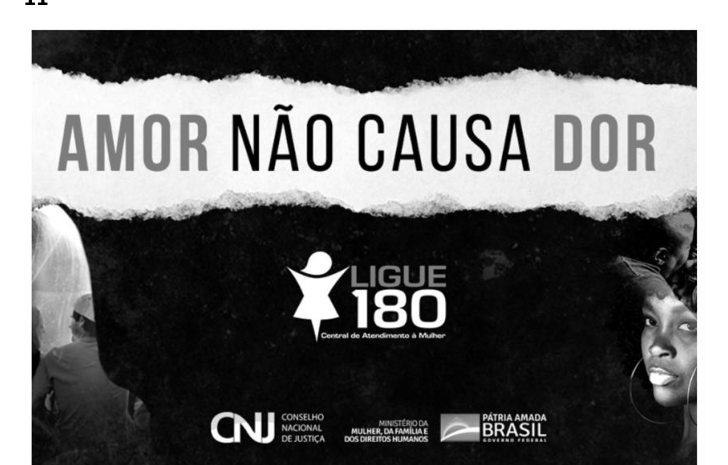 AMOR NÃO CAUSA DOR
LIGUE
180
Central de Atendimento à Mulher
CNJ
CONSELHO
NACIONAL
DE JUSTIÇA
MINISTÉRIO DA
MULHER, DA FAMÍLIA E
DOS DIREITOS HUMANOS
PÁTRIA AMADA
BRASIL
GOVERNO FEDERAL